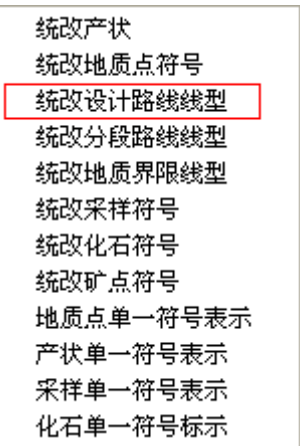 统改产状
统改地质点符号
统改设计路线线型
统改分段路线线型
统改地质界限线型
统改采样符号
统改化石符号
统改矿点符号
地质点单一符号表示
产状单一符号表示
采样单一符号表示
化石单一符号标示